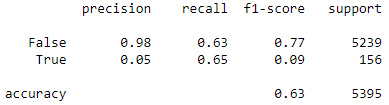 precision recall f1-score support
False 0.98 0.63 0.77 5239
True 0.05 0.65 0.09 156
accuracy 0.63 5395